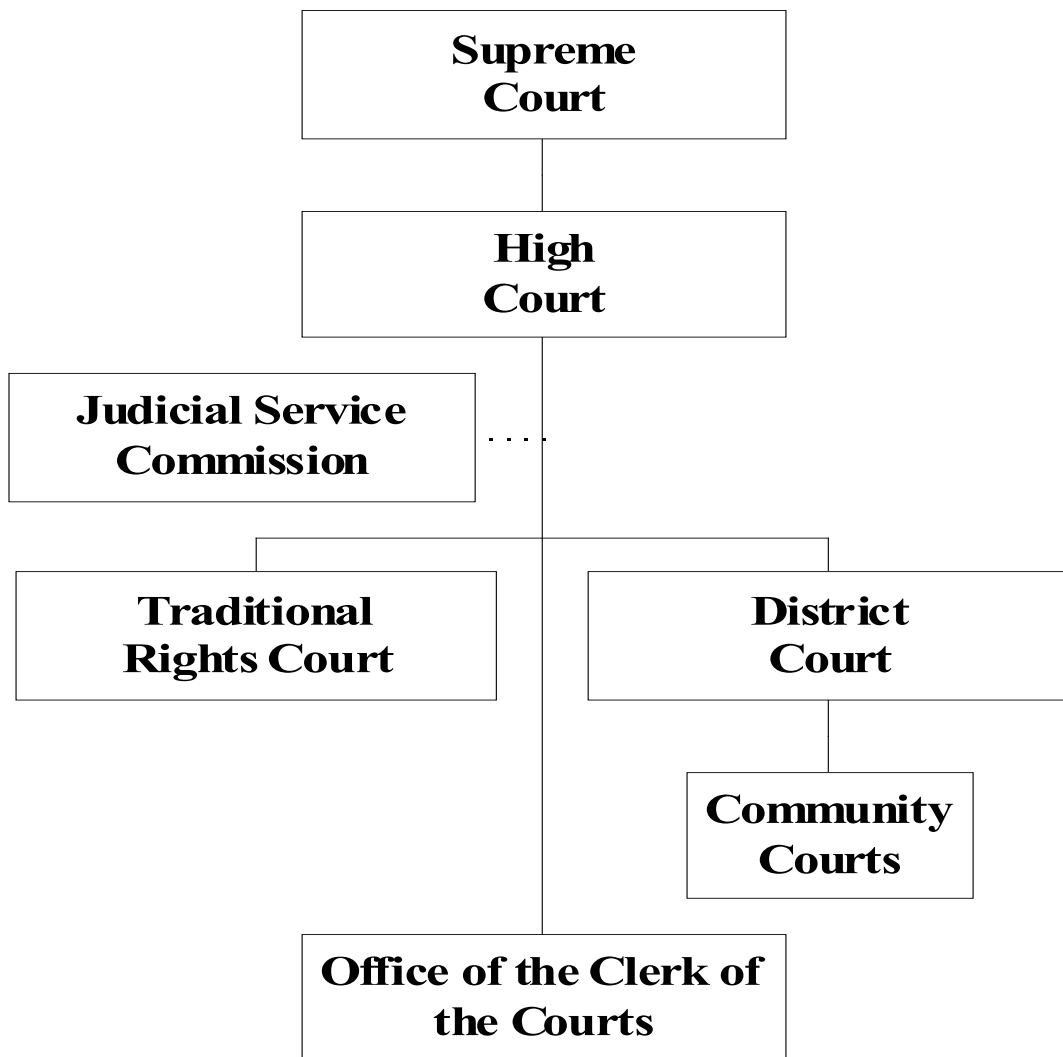 Supreme
Court
High
Court
Judicial Service
Commission
Traditional
Rights Court
District
Court
Community
Courts
Office of the Clerk of
the Courts